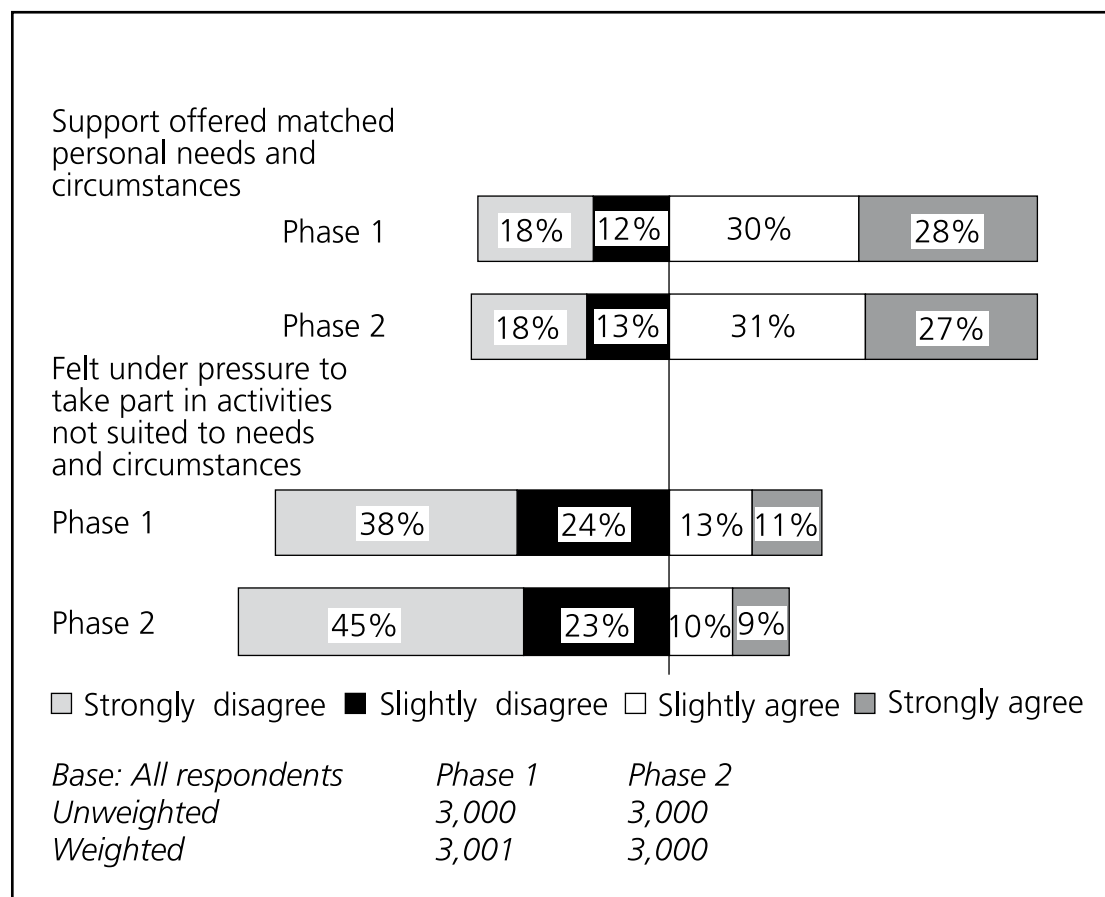 Support offered matched
personal needs and
circumstances
Phase 1 18% 12% 30% 28%
Phase 2 18% 13% 31% 27%
Felt under pressure to
take part in activities
not suited to needs
and circumstances
Phase 1 38% 24% 13% 11%
Phase 2 45% 23% 10% 9%
Strongly disagree Slightly disagree Slightly agree Strongly agree
Base: All respondents Phase 1 Phase 2
Unweighted 3,000 3,000
Weighted 3,001 3,000